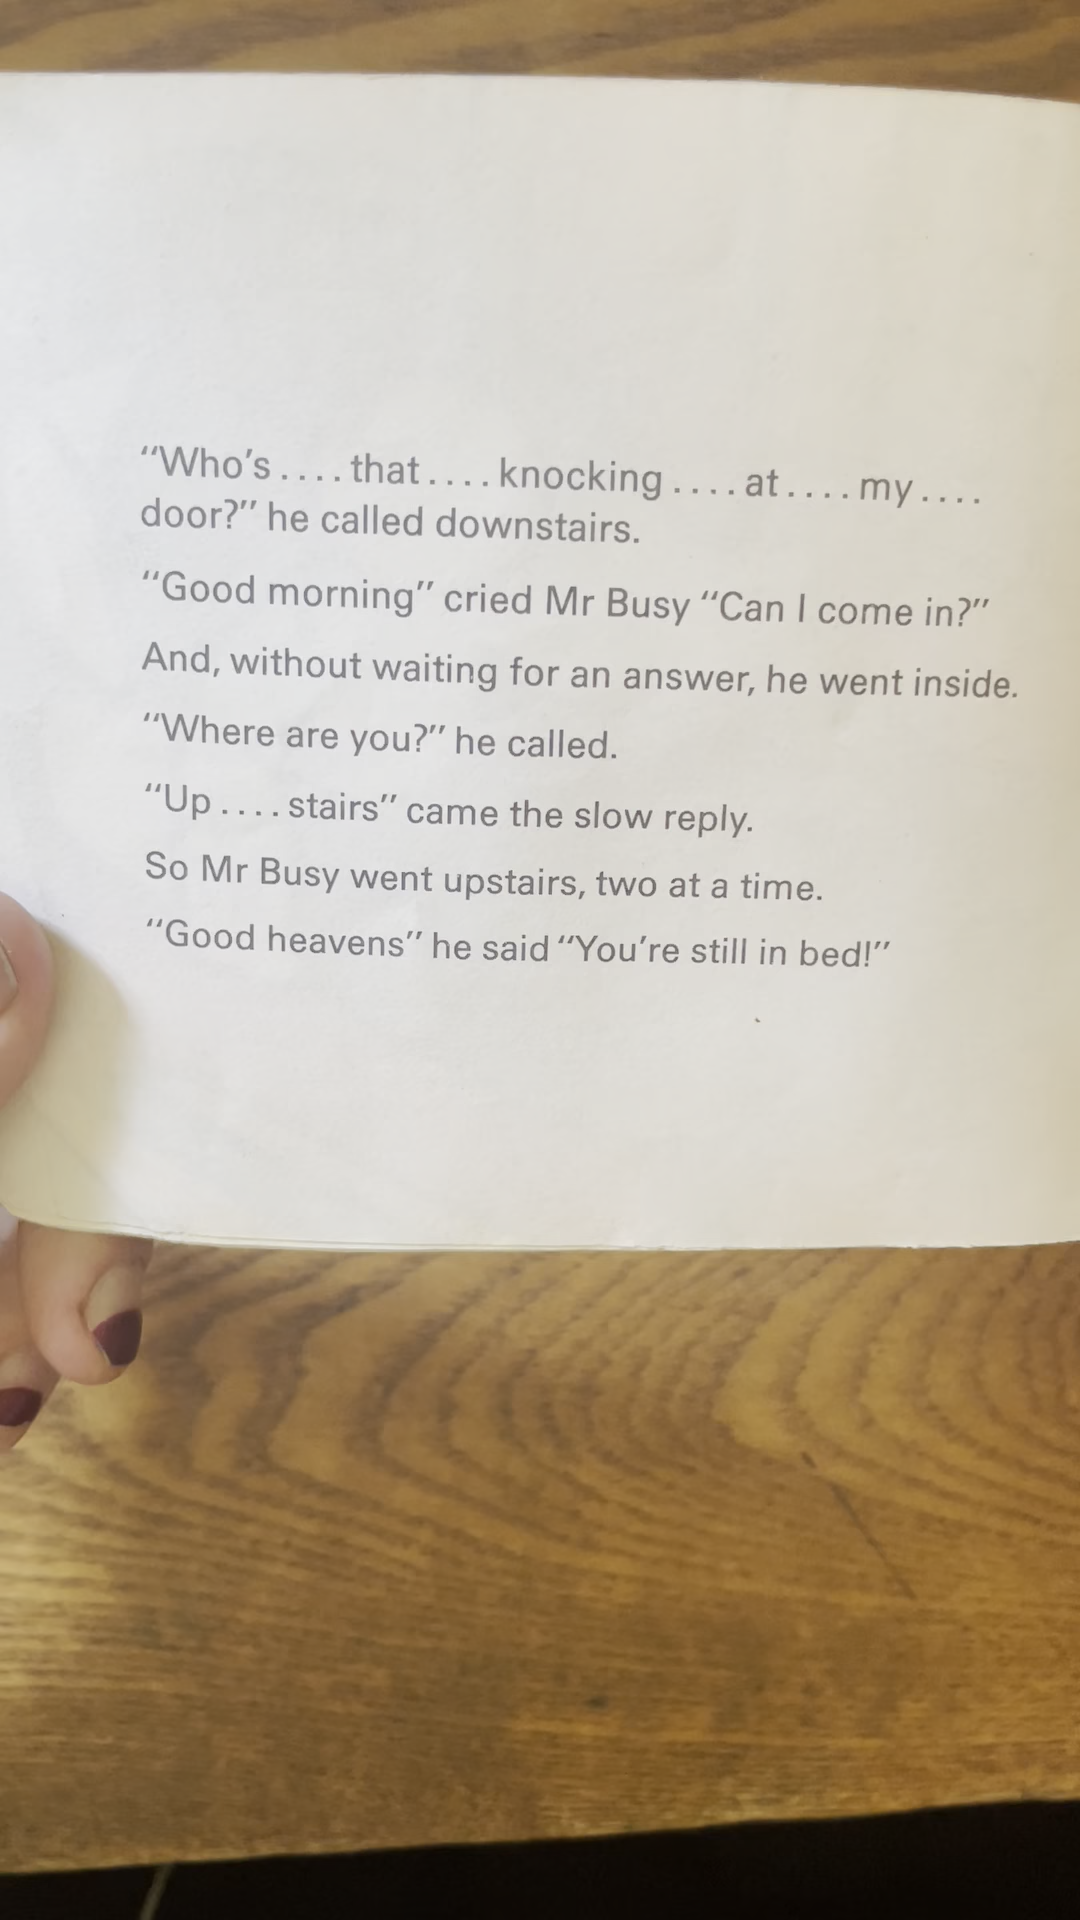 “Who’s .... that .... knocking .... at .... my ....
door?” he called downstairs.
“Good morning” cried Mr Busy “Can I come in?”
And, without waiting for an answer, he went inside.
“Where are you?” he called.
“Up .... stairs” came the slow reply.
So Mr Busy went upstairs, two at a time.
“Good heavens” he said “You’re still in bed!”